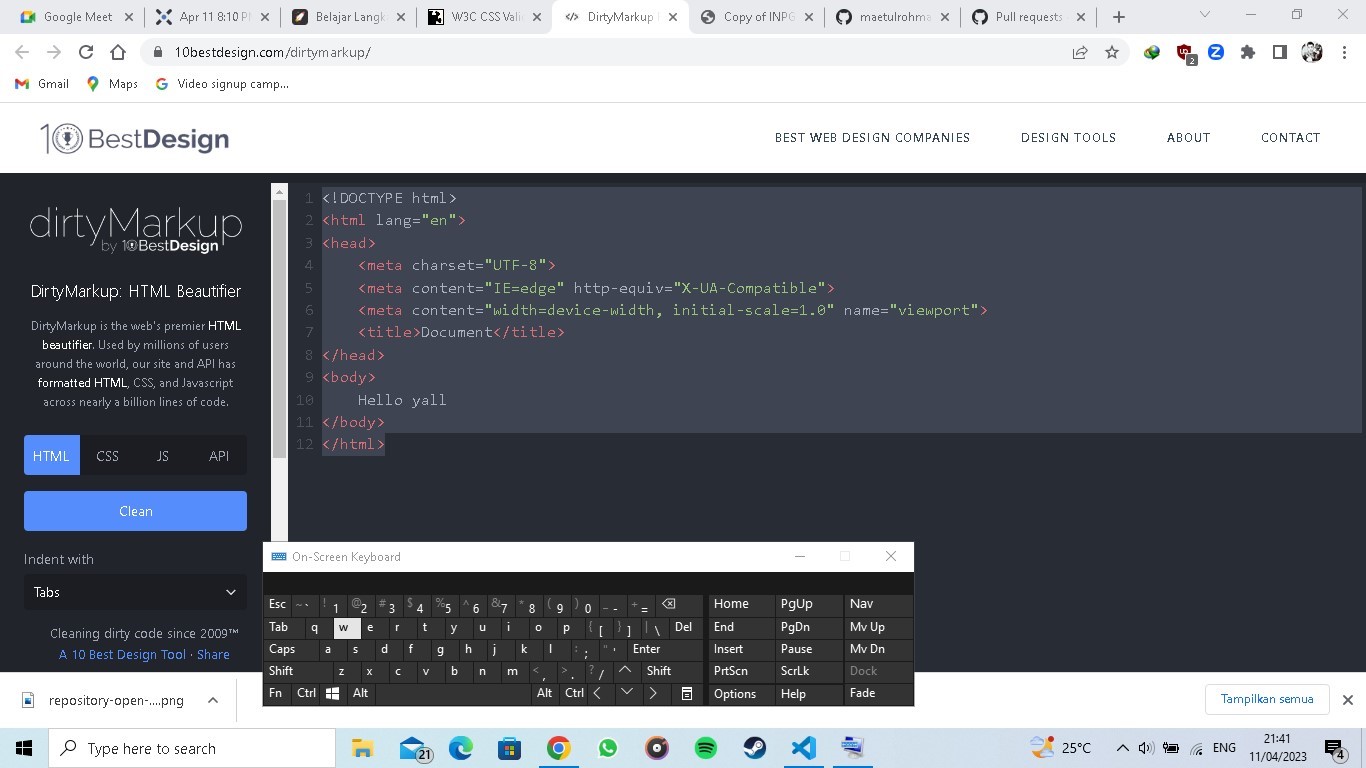 Google Meet
Apr 11 8:10 P
Belajar Langk
W3C CSS Vali
DirtyMarkup
Copy of INPG
maetulrohma
Pull requests
10bestdesign.com/dirtymarkup/
2
Gmail
Maps
Video signup camp...
10 BestDesign
BEST WEB DESIGN COMPANIES
DESIGN TOOLS
ABOUT
CONTACT
dirtyMarkup
by 10BestDesign
DirtyMarkup: HTML Beautifier
DirtyMarkup is the web's premier HTML
beautifier. Used by millions of users
around the world, our site and API has
formatted HTML, CSS, and Javascript
across nearly a billion lines of code.
HTML CSS JS API
Clean
Indent with
Tabs
Cleaning dirty code since 2009™
A 10 Best Design Tool · Share
1 <!DOCTYPE html>
2 <html lang="en">
3 <head>
4 <meta charset="UTF-8">
5 <meta content="IE=edge" http-equiv="X-UA-Compatible">
6 <meta content="width=device-width, initial-scale=1.0" name="viewport">
7 <title>Document</title>
8 </head>
9 <body>
10 Hello yall
11 </body>
12 </html>
On-Screen Keyboard
Esc ~ ` ! 1 @ 2 # 3 $ 4 % 5 ^ 6 & 7 * 8 ( 9 ) 0 _ - + = Home PgUp Nav
Tab q w e r t y u i o p { [ } ] | \ Del End PgDn Mv Up
Caps a s d f g h j k l : ; " ' Enter Insert Pause Mv Dn
Shift z x c v b n m < , > . ? / Shift PrtScn ScrLk Dock
Fn Ctrl Alt Alt Ctrl Options Help Fade
repository-open-....png
Tampilkan semua
Type here to search
21
25°C
ENG
21:41
11/04/2023
4